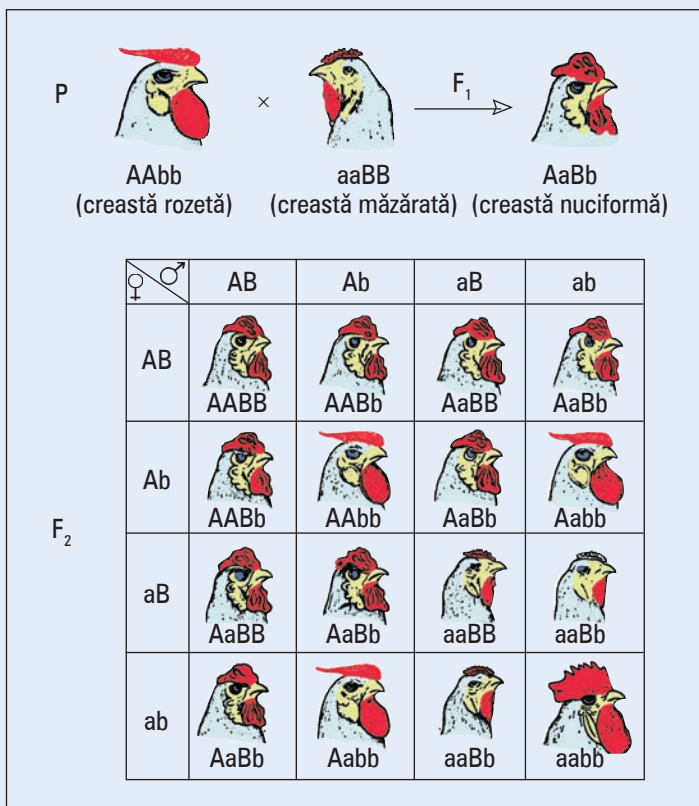 P × F₁
AAbb aaBB AaBb
(creastă rozetă) (creastă măzărată) (creastă nuciformă)
♀ ♂ AB Ab aB ab
AB
AABB AABb AaBB AaBb
Ab
AABb AAbb AaBb Aabb
F₂
aB
AaBB AaBb aaBB aaBb
ab
AaBb Aabb aaBb aabb